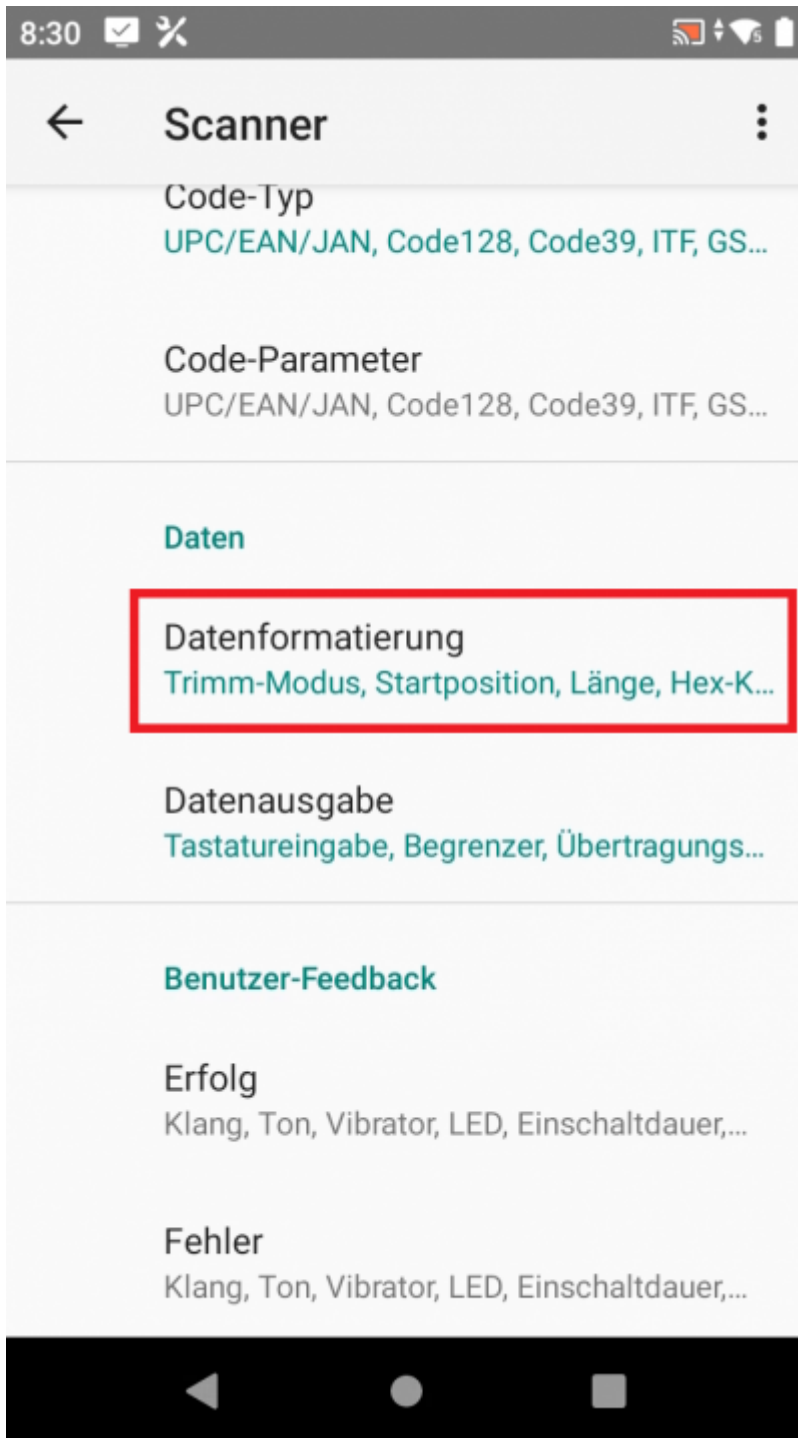 8:30
Scanner
Code-Typ
UPC/EAN/JAN, Code128, Code39, ITF, GS...
Code-Parameter
UPC/EAN/JAN, Code128, Code39, ITF, GS...
Daten
Datenformatierung
Trimm-Modus, Startposition, Länge, Hex-K...
Datenausgabe
Tastatureingabe, Begrenzer, Übertragungs...
Benutzer-Feedback
Erfolg
Klang, Ton, Vibrator, LED, Einschaltdauer,...
Fehler
Klang, Ton, Vibrator, LED, Einschaltdauer,...